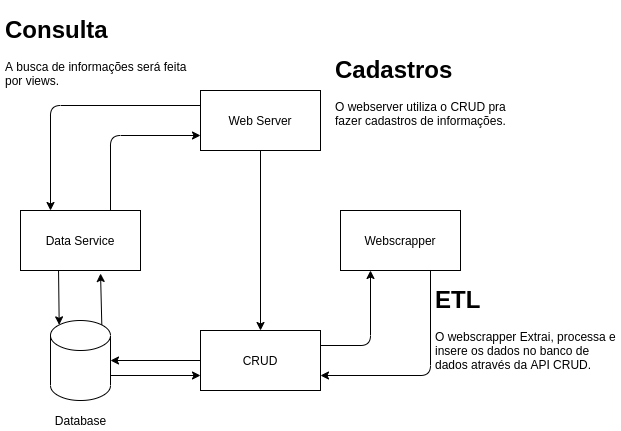 Consulta
A busca de informações será feita
por views.
Cadastros
O webserver utiliza o CRUD pra
fazer cadastros de informações.
Web Server
Data Service
Webscrapper
ETL
O webscrapper Extrai, processa e
insere os dados no banco de
dados através da API CRUD.
CRUD
Database